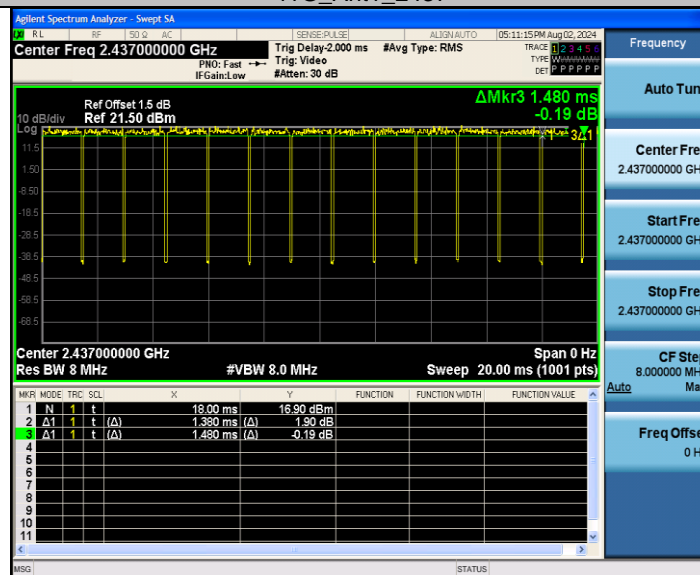 Agilent Spectrum Analyzer - Swept SA
RL RF 50 Ω AC SENSE:PULSE ALIGN AUTO 05:11:15 PM Aug 02, 2024
Center Freq 2.437000000 GHz
PNO: Fast
IFGain:Low
Trig Delay-2.000 ms
Trig: Video
#Atten: 30 dB
#Avg Type: RMS
TRACE 1 2 3 4 5 6
TYPE
DET P P P P P P
Ref Offset 1.5 dB
10 dB/div Ref 21.50 dBm
Log
ΔMkr3 1.480 ms
-0.19 dB
3Δ1
11.5
1.50
-8.50
-18.5
-28.5
-38.5
-48.5
-58.5
-68.5
Center 2.437000000 GHz Span 0 Hz
Res BW 8 MHz #VBW 8.0 MHz Sweep 20.00 ms (1001 pts)
MKR MODE TRC SCL X Y FUNCTION FUNCTION WIDTH FUNCTION VALUE
1 N 1 t 18.00 ms 16.90 dBm
2 Δ1 1 t (Δ) 1.380 ms (Δ) 1.90 dB
3 Δ1 1 t (Δ) 1.480 ms (Δ) -0.19 dB
4
5
6
7
8
9
10
11
MSG STATUS
Frequency
Auto Tun
Center Fre
2.437000000 GH
Start Fre
2.437000000 GH
Stop Fre
2.437000000 GH
CF Ste
8.000000 MH
Auto Ma
Freq Offse
0 H